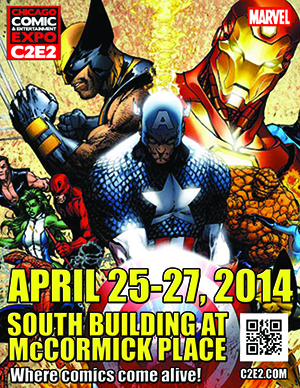 CHICAGO
COMIC
& ENTERTAINMENT
EXPO
C2E2
MARVEL
A
APRIL 25-27, 2014
SOUTH BUILDING AT
McCORMICK PLACE
Where comics come alive!
C2E2.COM